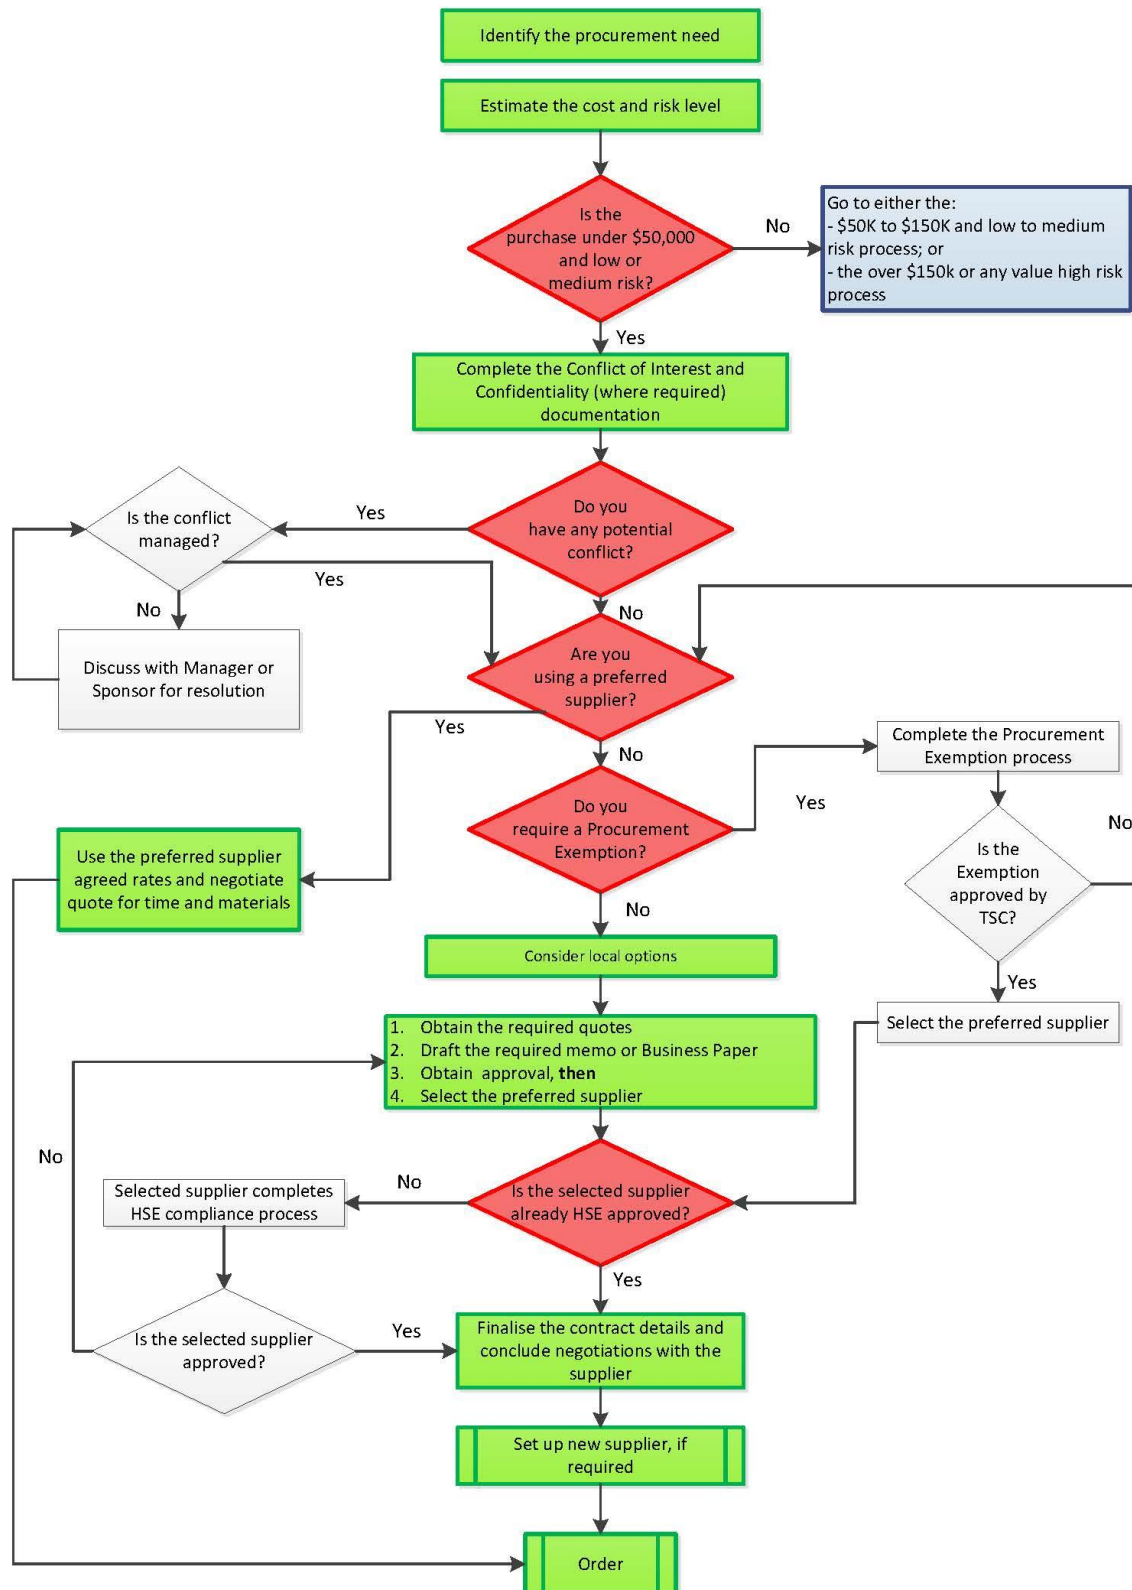 Identify the procurement need
Estimate the cost and risk level
Is the
purchase under $50,000
and low or
medium risk?
No
Go to either the:
- $50K to $150K and low to medium
risk process; or
- the over $150k or any value high risk
process
Yes
Complete the Conflict of Interest and
Confidentiality (where required)
documentation
Do you
have any potential
conflict?
Yes
Is the conflict
managed?
Yes
No
No
Discuss with Manager or
Sponsor for resolution
Are you
using a preferred
supplier?
Yes
No
Complete the Procurement
Exemption process
Do you
require a Procurement
Exemption?
Yes
No
Is the
Exemption
approved by
TSC?
Use the preferred supplier
agreed rates and negotiate
quote for time and materials
No
Consider local options
Yes
Select the preferred supplier
1. Obtain the required quotes
2. Draft the required memo or Business Paper
3. Obtain approval, then
4. Select the preferred supplier
No
Is the selected supplier
already HSE approved?
No
Selected supplier completes
HSE compliance process
Yes
Is the selected supplier
approved?
Yes
Finalise the contract details and
conclude negotiations with the
supplier
Set up new supplier, if
required
Order